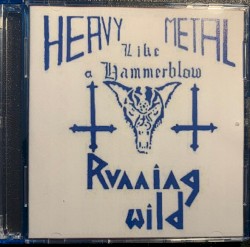 HEAVY METAL
Like
a Hammerblow
Running
wild